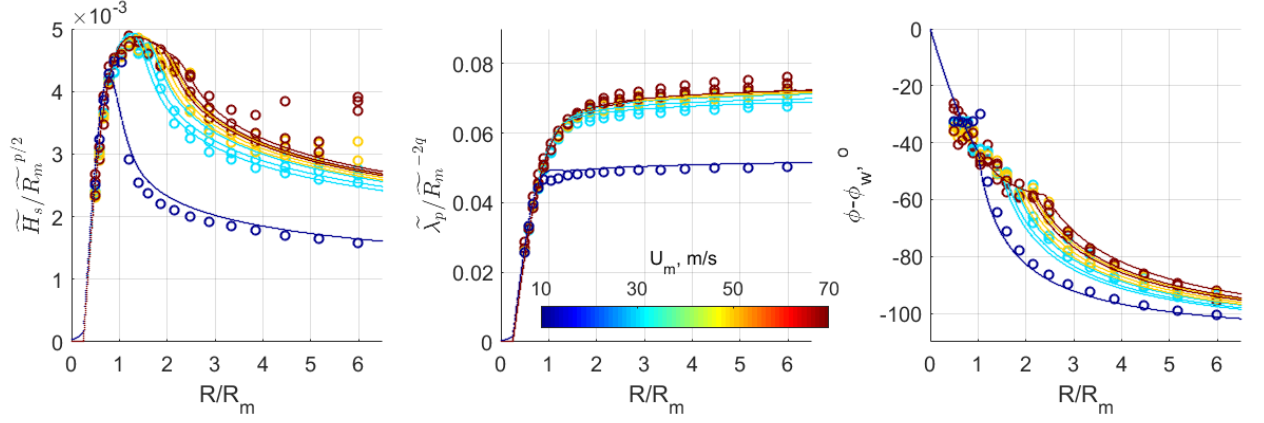 ×10⁻³
5
4
3
2
1
0
0 1 2 3 4 5 6
R/Rₘ
H̃ₛ/R̃ₘ^{p/2}
0.08
0.06
0.04
0.02
0
0 1 2 3 4 5 6
R/Rₘ
λ̃ₚ/R̃ₘ^{-2q}
Uₘ, m/s
10 30 50 70
0
-20
-40
-60
-80
-100
0 1 2 3 4 5 6
R/Rₘ
ϕ-ϕ_w, °